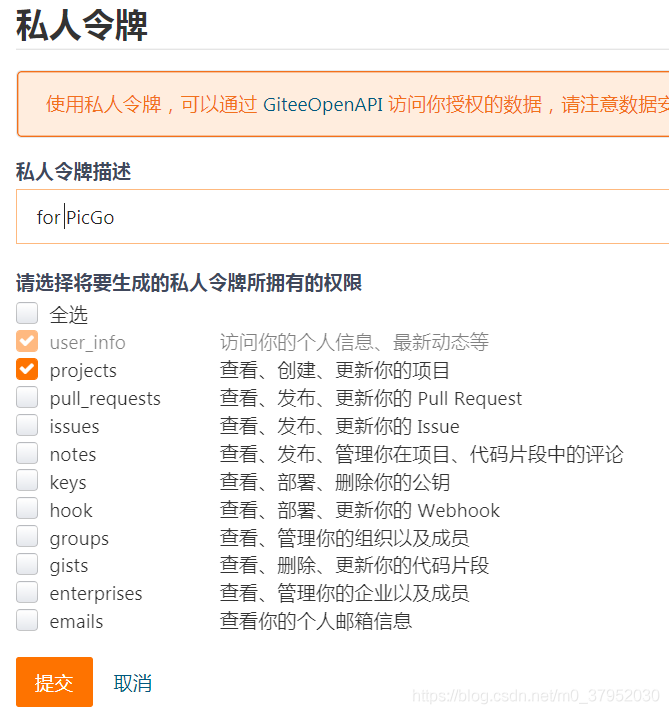 私人令牌
使用私人令牌，可以通过 GiteeOpenAPI 访问你授权的数据，请注意数据安
私人令牌描述
for PicGo
请选择将要生成的私人令牌所拥有的权限
全选
user_info 访问你的个人信息、最新动态等
projects 查看、创建、更新你的项目
pull_requests 查看、发布、更新你的 Pull Request
issues 查看、发布、更新你的 Issue
notes 查看、发布、管理你在项目、代码片段中的评论
keys 查看、部署、删除你的公钥
hook 查看、部署、更新你的 Webhook
groups 查看、管理你的组织以及成员
gists 查看、删除、更新你的代码片段
enterprises 查看、管理你的企业以及成员
emails 查看你的个人邮箱信息
提交 取消
https://blog.csdn.net/m0_37952030